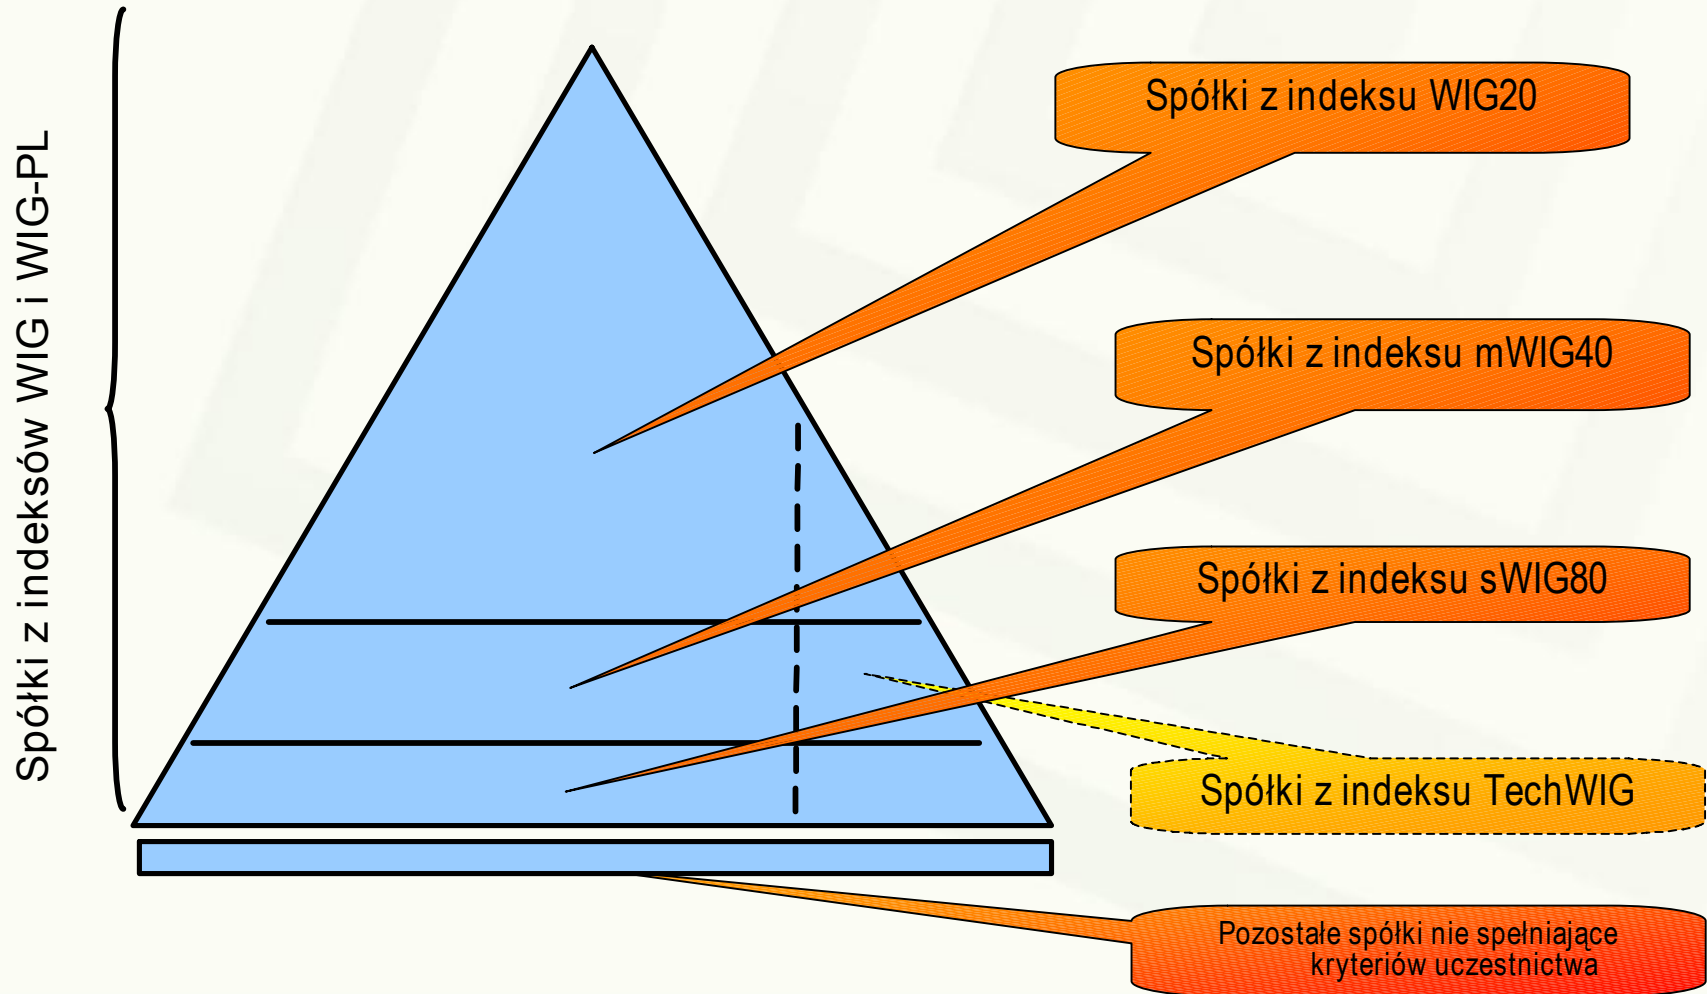 Spółki z indeksów WIG i WIG-PL
Spółki z indeksu WIG20
Spółki z indeksu mWIG40
Spółki z indeksu sWIG80
Spółki z indeksu TechWIG
Pozostałe spółki nie spełniające
kryteriów uczestnictwa